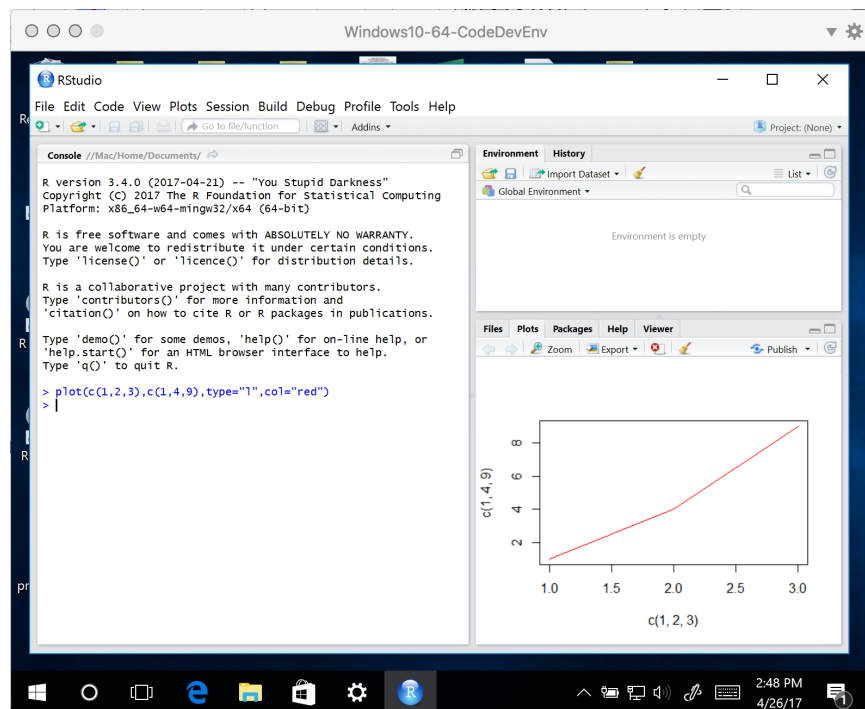 Windows10-64-CodeDevEnv
RStudio
File Edit Code View Plots Session Build Debug Profile Tools Help
Go to file/function Addins Project: (None)
Console //Mac/Home/Documents/
R version 3.4.0 (2017-04-21) -- "You Stupid Darkness"
Copyright (C) 2017 The R Foundation for Statistical Computing
Platform: x86_64-w64-mingw32/x64 (64-bit)
R is free software and comes with ABSOLUTELY NO WARRANTY.
You are welcome to redistribute it under certain conditions.
Type 'license()' or 'licence()' for distribution details.
R is a collaborative project with many contributors.
Type 'contributors()' for more information and
'citation()' on how to cite R or R packages in publications.
Type 'demo()' for some demos, 'help()' for on-line help, or
'help.start()' for an HTML browser interface to help.
Type 'q()' to quit R.
> plot(c(1,2,3),c(1,4,9),type="l",col="red")
>
Environment History
Import Dataset List
Global Environment
Environment is empty
Files Plots Packages Help Viewer
Zoom Export Publish
8
6
4
2
c(1, 4, 9)
1.0 1.5 2.0 2.5 3.0
c(1, 2, 3)
2:48 PM
4/26/17
1